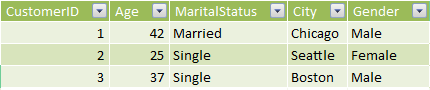 CustomerID Age MaritalStatus City Gender
1 42 Married Chicago Male
2 25 Single Seattle Female
3 37 Single Boston Male